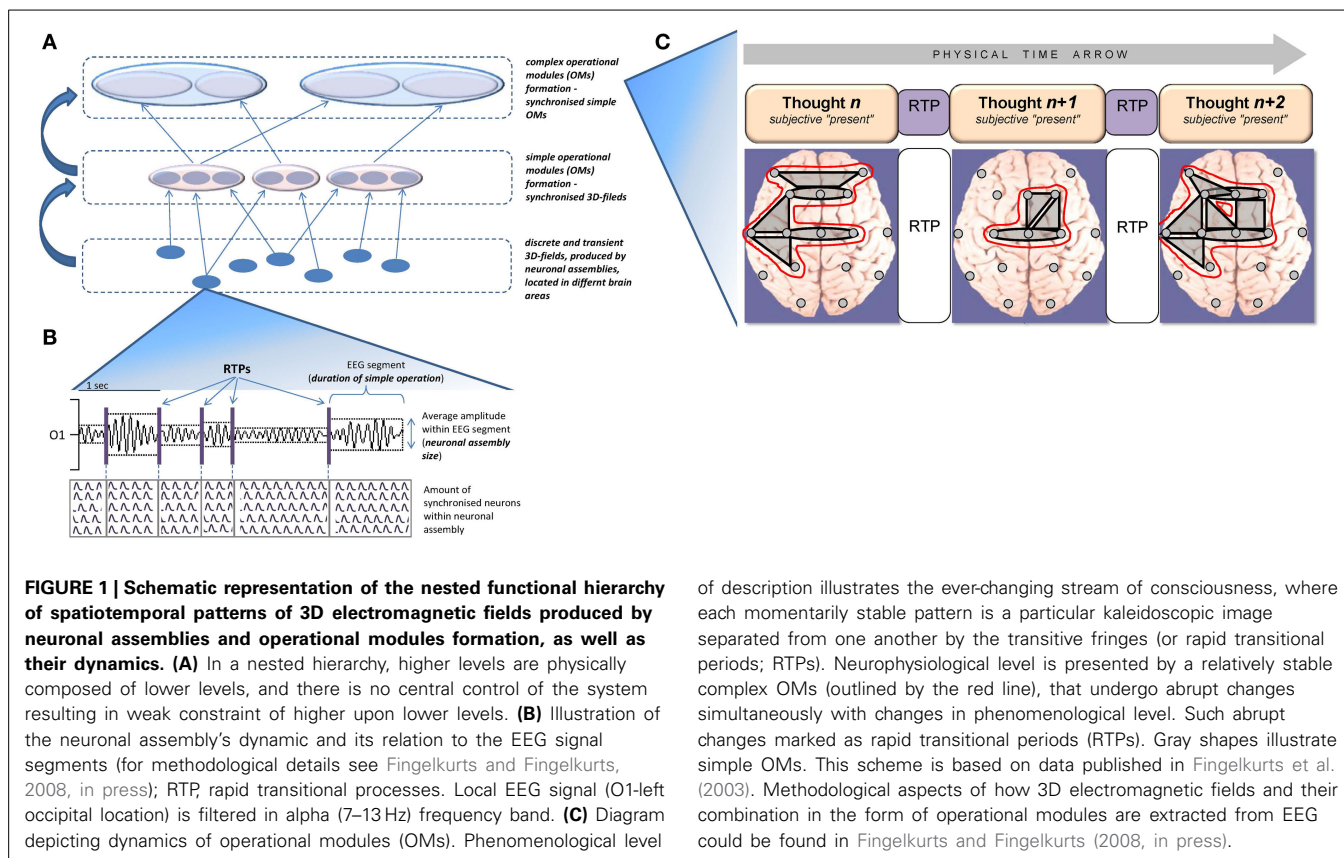 A
complex operational
modules (OMs)
formation -
synchronised simple
OMs
simple operational
modules (OMs)
formation -
synchronised 3D-fileds
discrete and transient
3D-fields, produced by
neuronal assemblies,
located in differnt brain
areas
B
1 sec
RTPs
EEG segment
(duration of simple operation)
O1
Average amplitude
within EEG segment
(neuronal assembly
size)
Amount of
synchronised neurons
within neuronal
assembly
C
PHYSICAL TIME ARROW
Thought n
subjective "present"
RTP
Thought n+1
subjective "present"
RTP
Thought n+2
subjective "present"
RTP
RTP
FIGURE 1 | Schematic representation of the nested functional hierarchy
of spatiotemporal patterns of 3D electromagnetic fields produced by
neuronal assemblies and operational modules formation, as well as
their dynamics. (A) In a nested hierarchy, higher levels are physically
composed of lower levels, and there is no central control of the system
resulting in weak constraint of higher upon lower levels. (B) Illustration of
the neuronal assembly's dynamic and its relation to the EEG signal
segments (for methodological details see Fingelkurts and Fingelkurts,
2008, in press); RTP, rapid transitional processes. Local EEG signal (O1-left
occipital location) is filtered in alpha (7–13 Hz) frequency band. (C) Diagram
depicting dynamics of operational modules (OMs). Phenomenological level
of description illustrates the ever-changing stream of consciousness, where
each momentarily stable pattern is a particular kaleidoscopic image
separated from one another by the transitive fringes (or rapid transitional
periods; RTPs). Neurophysiological level is presented by a relatively stable
complex OMs (outlined by the red line), that undergo abrupt changes
simultaneously with changes in phenomenological level. Such abrupt
changes marked as rapid transitional periods (RTPs). Gray shapes illustrate
simple OMs. This scheme is based on data published in Fingelkurts et al.
(2003). Methodological aspects of how 3D electromagnetic fields and their
combination in the form of operational modules are extracted from EEG
could be found in Fingelkurts and Fingelkurts (2008, in press).